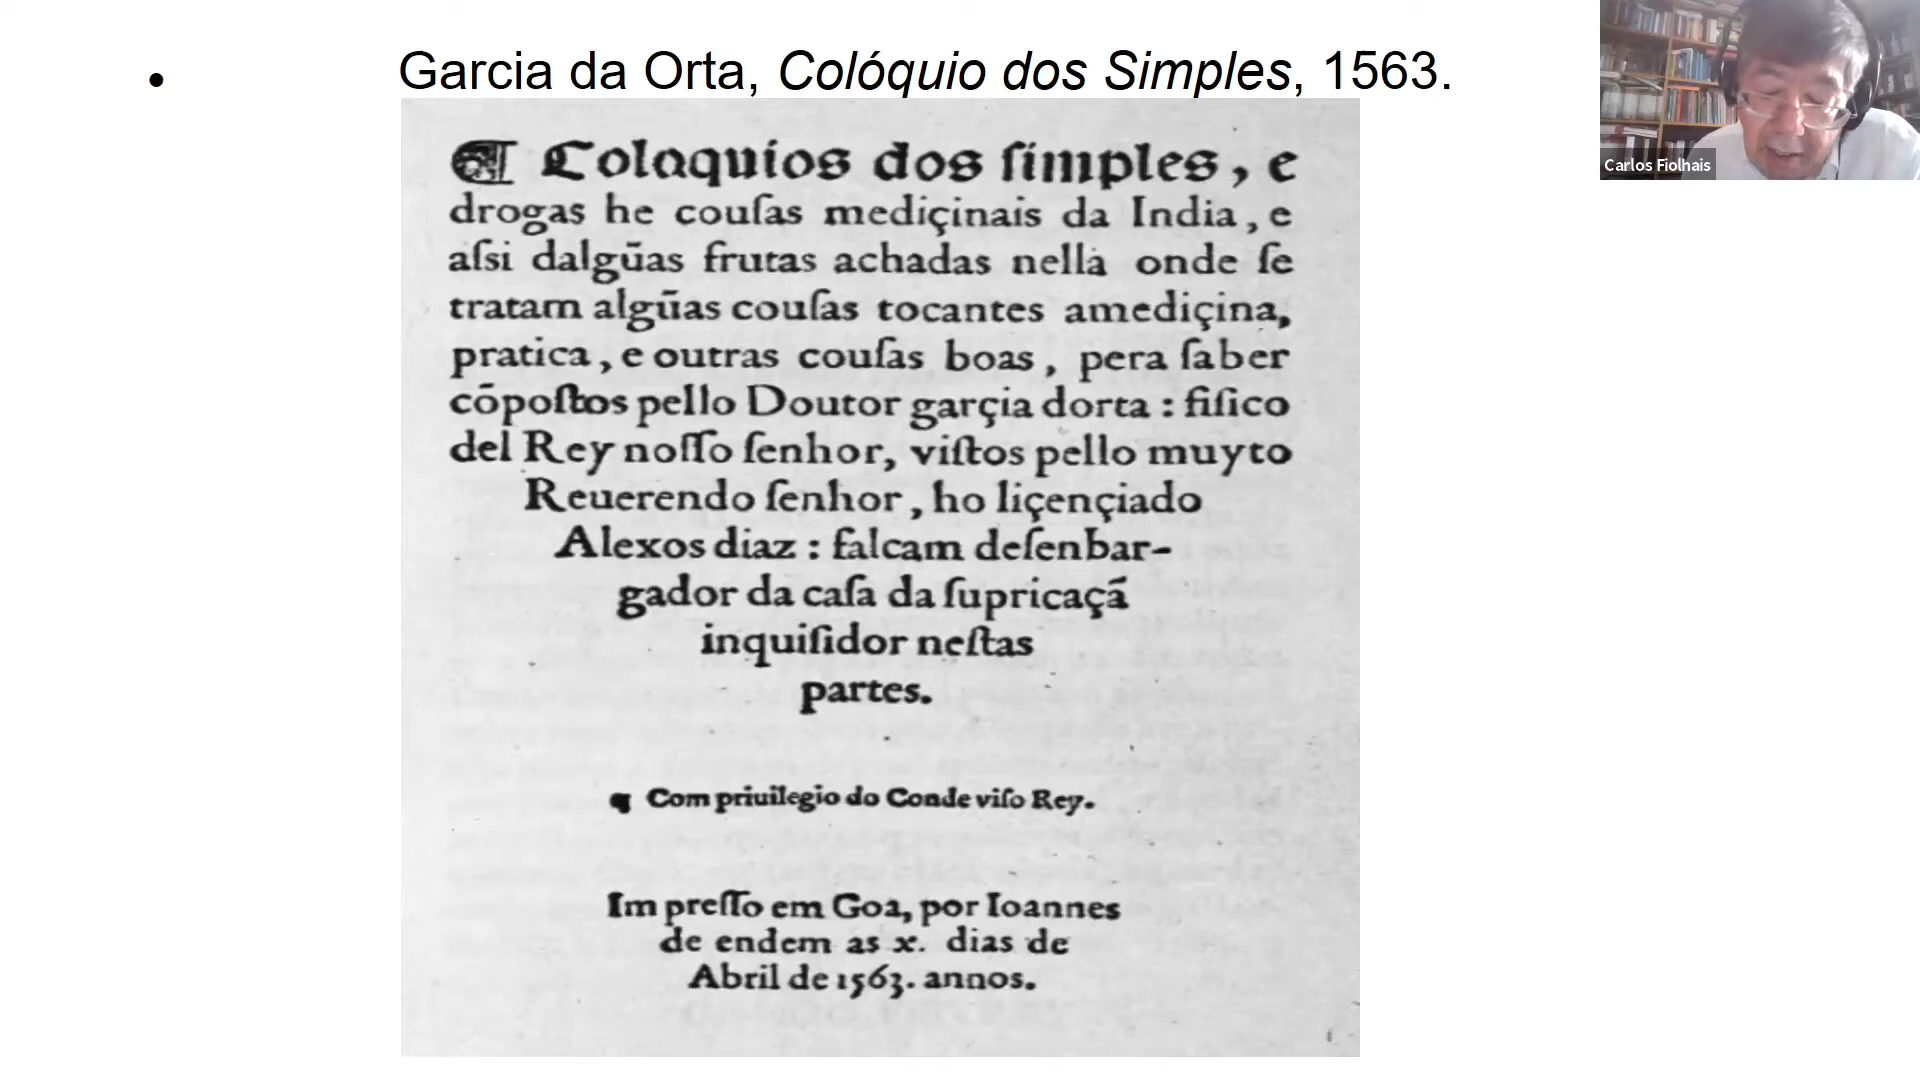 • Garcia da Orta, Colóquio dos Simples, 1563.
Coloquios dos ſimples, e
drogas he couſas mediçinais da India, e
aſsi dalgũas frutas achadas nella onde ſe
tratam algũas couſas tocantes amediçina,
pratica, e outras couſas boas, pera ſaber
cõpoſtos pello Doutor garçia dorta : fiſico
del Rey noſſo ſenhor, viſtos pello muyto
Reuerendo ſenhor, ho liçençiado
Alexos diaz : falcam deſenbar-
gador da caſa da ſupricaçã
inquiſidor neſtas
partes.
¶ Com priuilegio do Conde viſo Rey.
Im preſſo em Goa, por Ioannes
de endem as x. dias de
Abril de 1563. annos.
Carlos Fiolhais